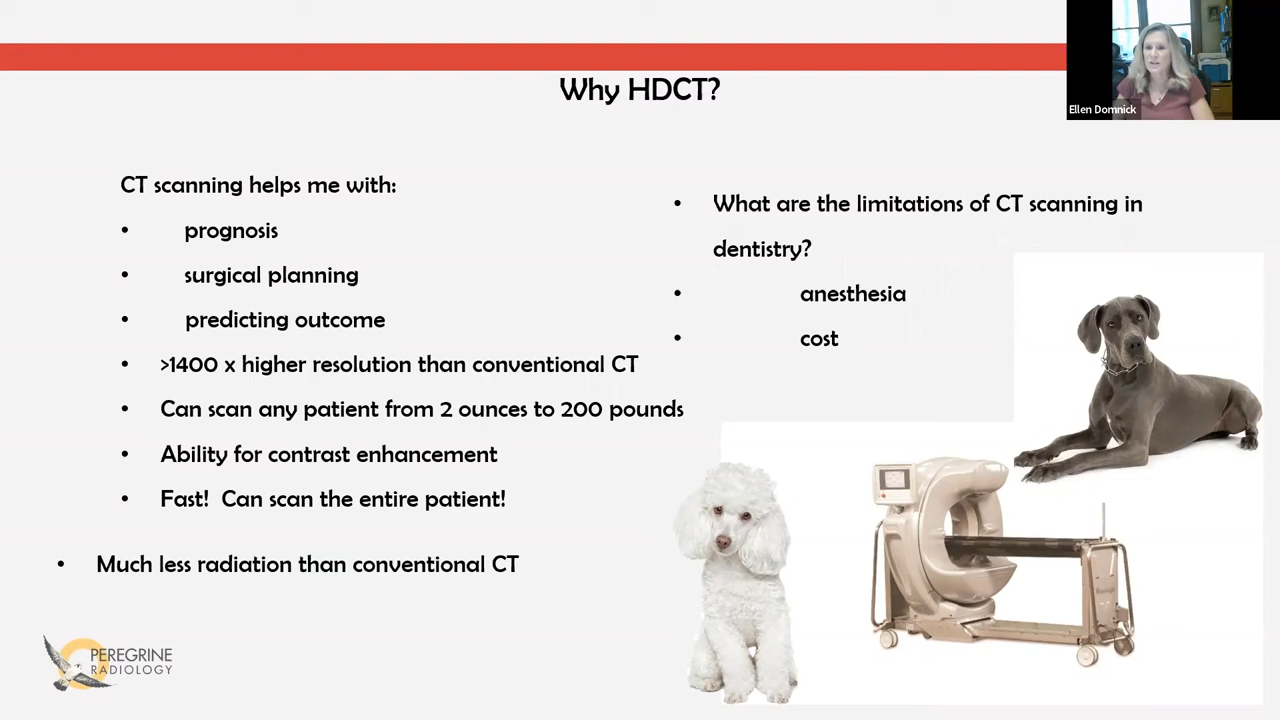 Why HDCT?
Ellen Domnick
CT scanning helps me with:
• prognosis
• surgical planning
• predicting outcome
• >1400 x higher resolution than conventional CT
• Can scan any patient from 2 ounces to 200 pounds
• Ability for contrast enhancement
• Fast! Can scan the entire patient!
• Much less radiation than conventional CT
• What are the limitations of CT scanning in
dentistry?
• anesthesia
• cost
PEREGRINE
RADIOLOGY